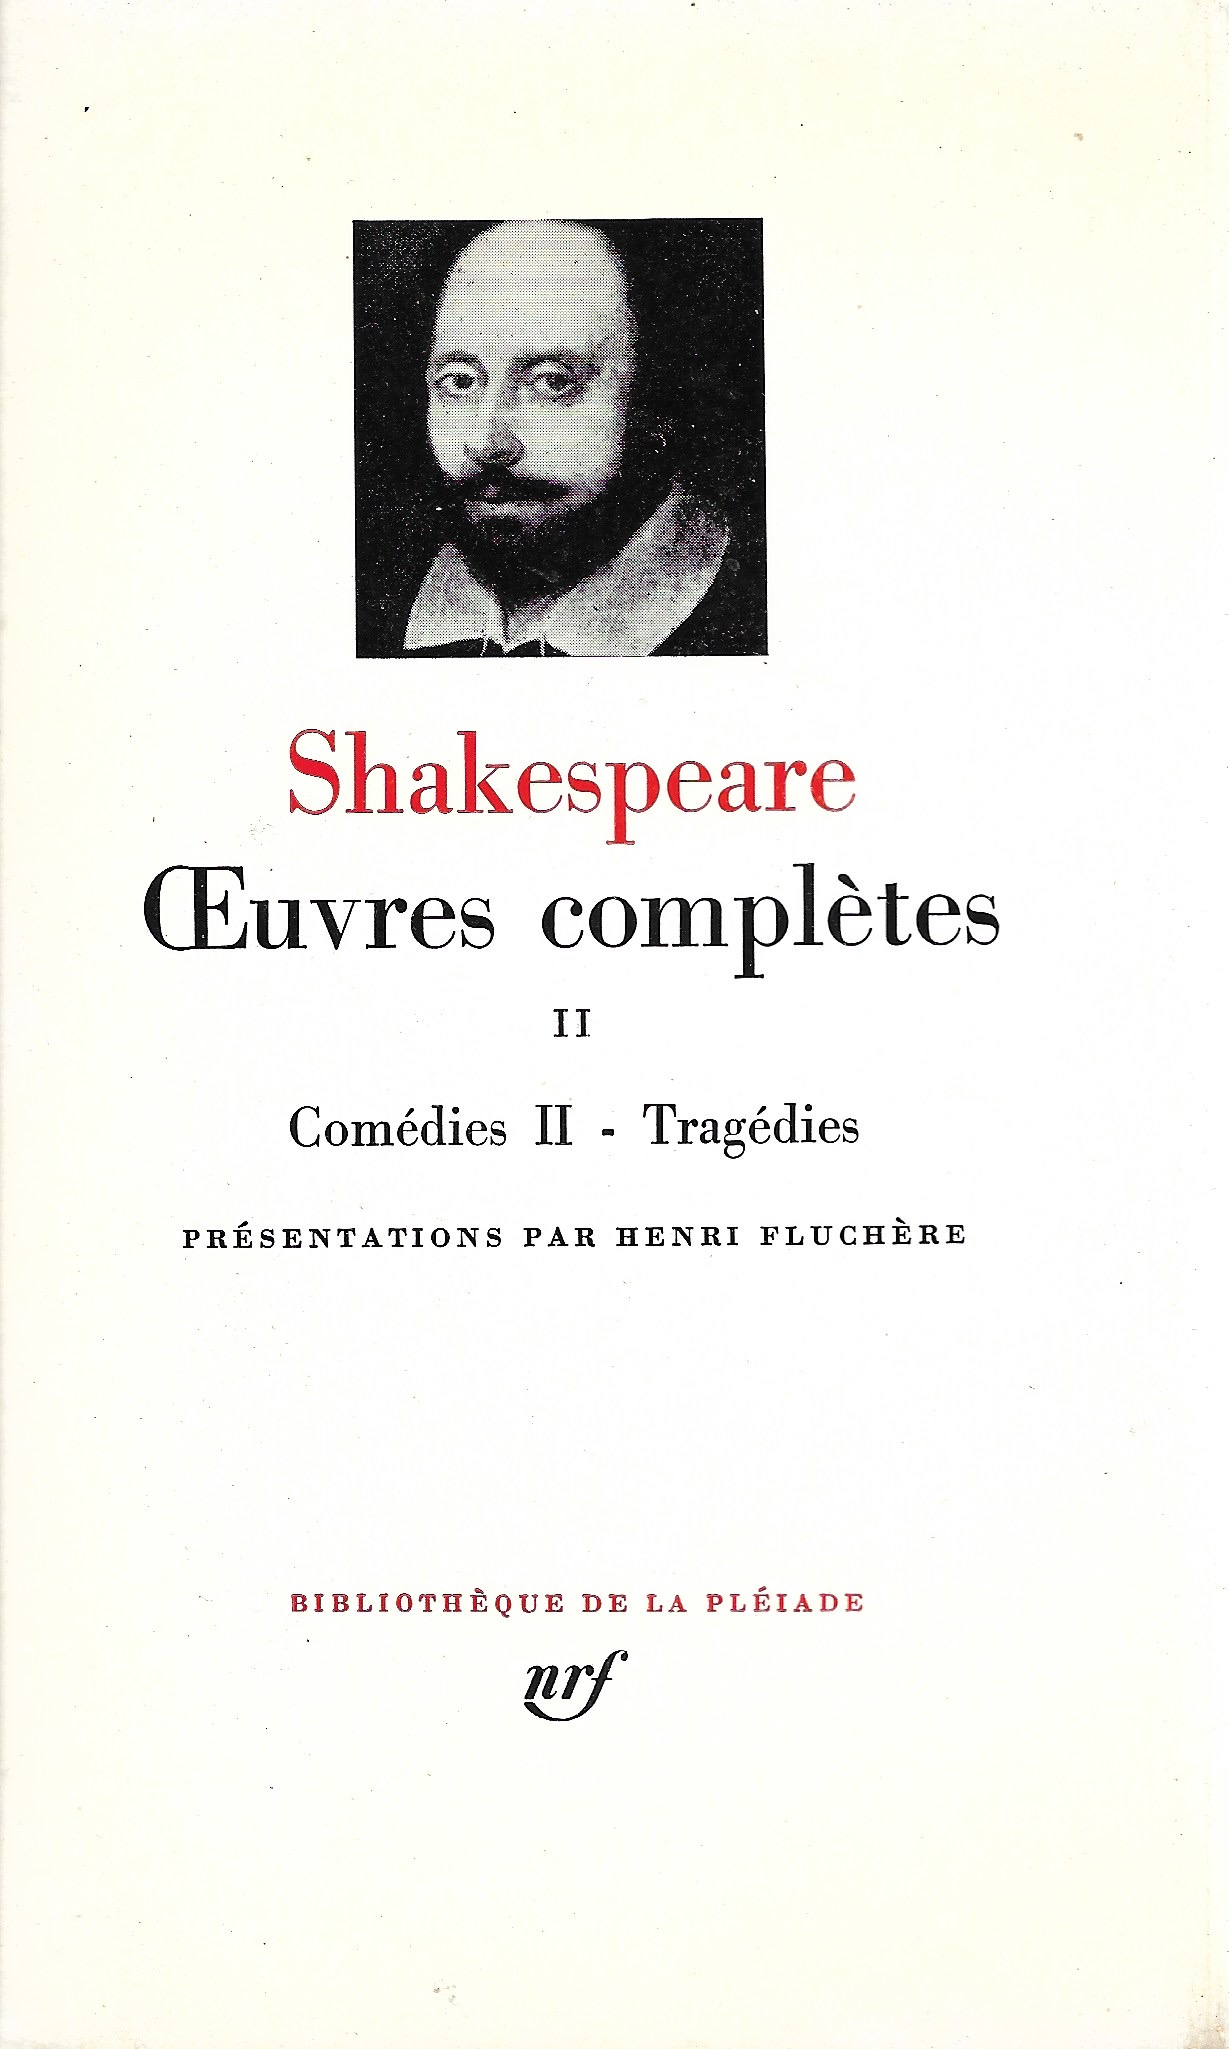 Shakespeare
Œuvres complètes
II
Comédies II - Tragédies
PRÉSENTATIONS PAR HENRI FLUCHÈRE
BIBLIOTHÈQUE DE LA PLÉIADE
nrf